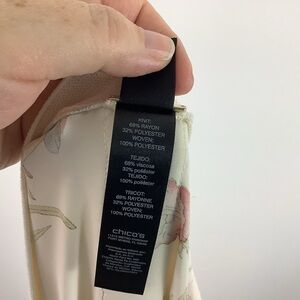 KNIT:
68% RAYON
32% POLYESTER
WOVEN:
100% POLYESTER
TEJIDO:
68% viscosa
32% poliéster
TEJIDO:
100% poliéster
TRICOT:
68% RAYONNE
32% POLYESTER
WOVEN:
100% POLYESTER
chico's